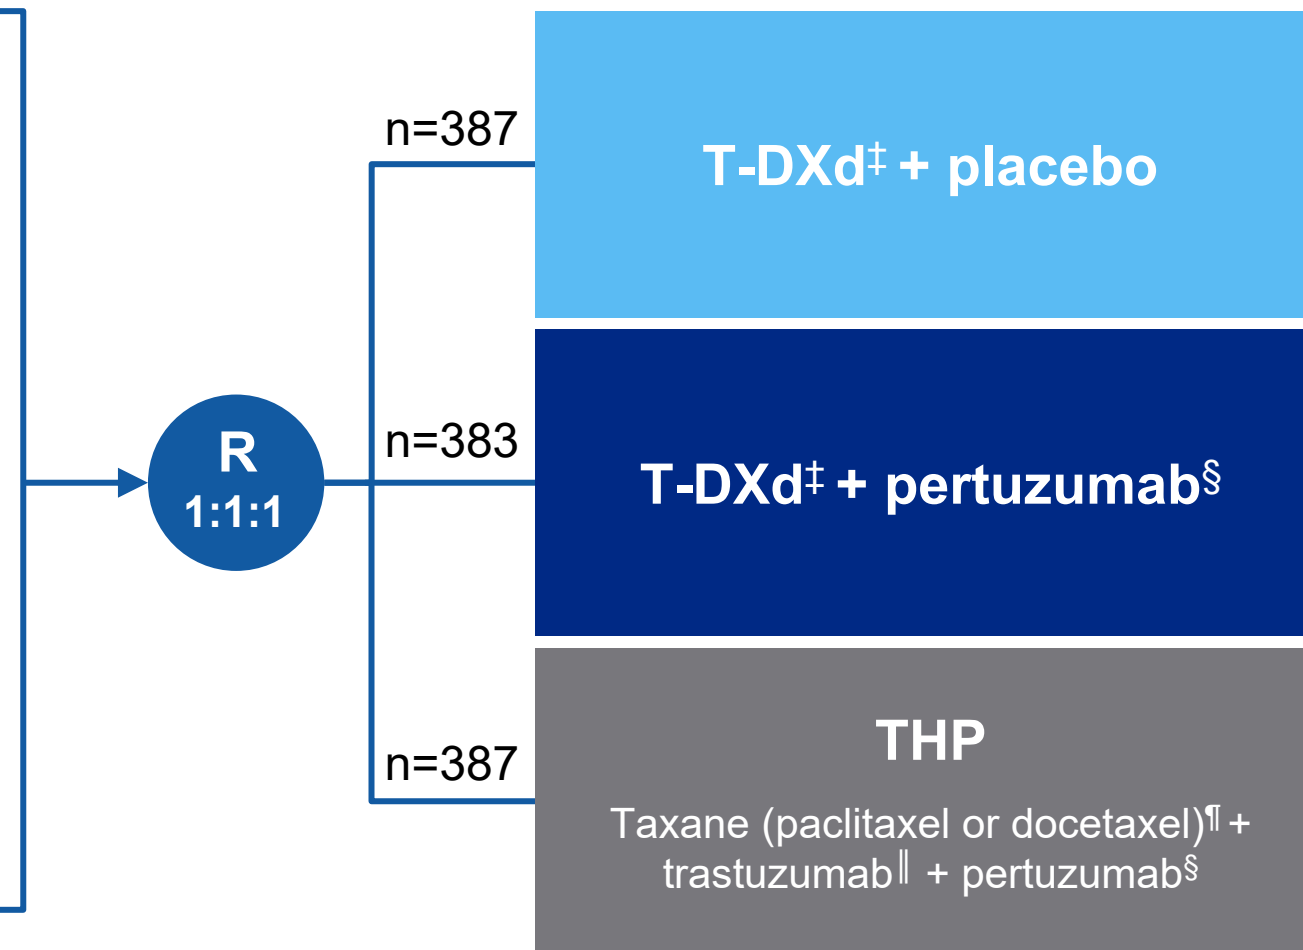 n=387
T-DXd‡ + placebo
R
1:1:1
n=383
T-DXd‡ + pertuzumab§
n=387
THP
Taxane (paclitaxel or docetaxel)¶ +
trastuzumab‖ + pertuzumab§